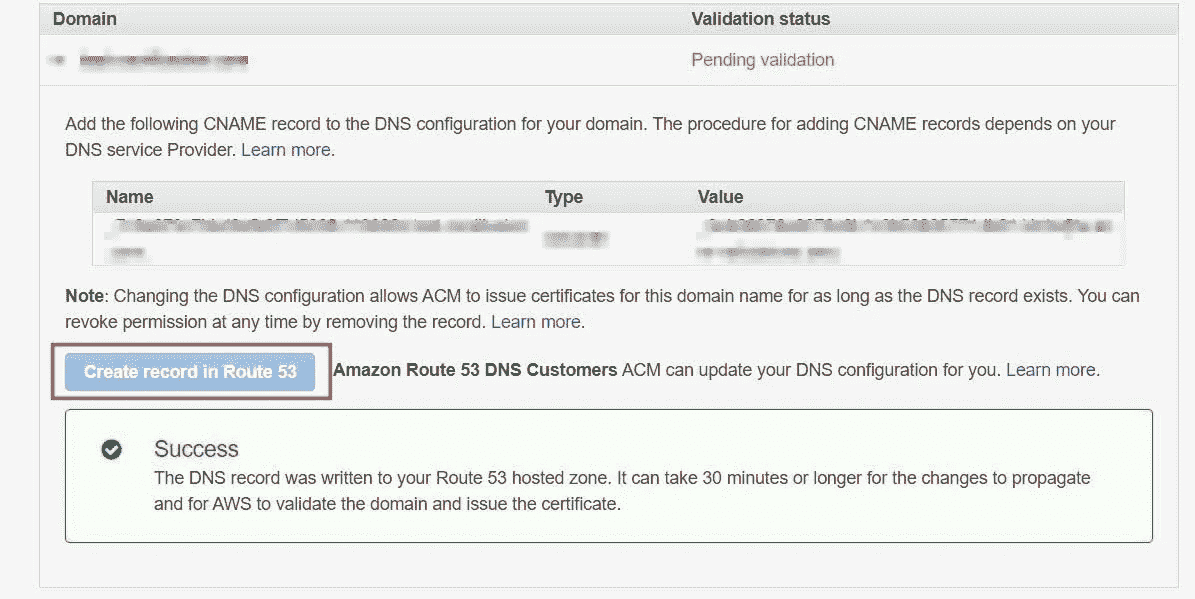 Domain Validation status
Pending validation
Add the following CNAME record to the DNS configuration for your domain. The procedure for adding CNAME records depends on your
DNS service Provider. Learn more.
Name Type Value
Note: Changing the DNS configuration allows ACM to issue certificates for this domain name for as long as the DNS record exists. You can
revoke permission at any time by removing the record. Learn more.
Create record in Route 53 Amazon Route 53 DNS Customers ACM can update your DNS configuration for you. Learn more.
Success
The DNS record was written to your Route 53 hosted zone. It can take 30 minutes or longer for the changes to propagate
and for AWS to validate the domain and issue the certificate.